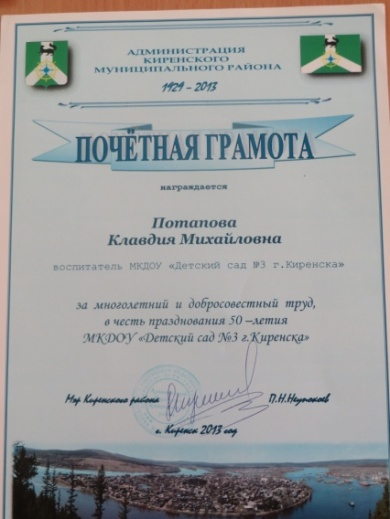 АДМИНИСТРАЦИЯ
КИРЕНСКОГО
МУНИЦИПАЛЬНОГО РАЙОНА
1929 – 2013
ПОЧЁТНАЯ ГРАМОТА
награждается
Потапова
Клавдия Михайловна
воспитатель МКДОУ «Детский сад №3 г.Киренска»
за многолетний и добросовестный труд,
в честь празднования 50 –летия
МКДОУ «Детский сад №3 г.Киренска»
Мэр Киренского района П.Н.Неупокоев
г. Киренск 2013 год